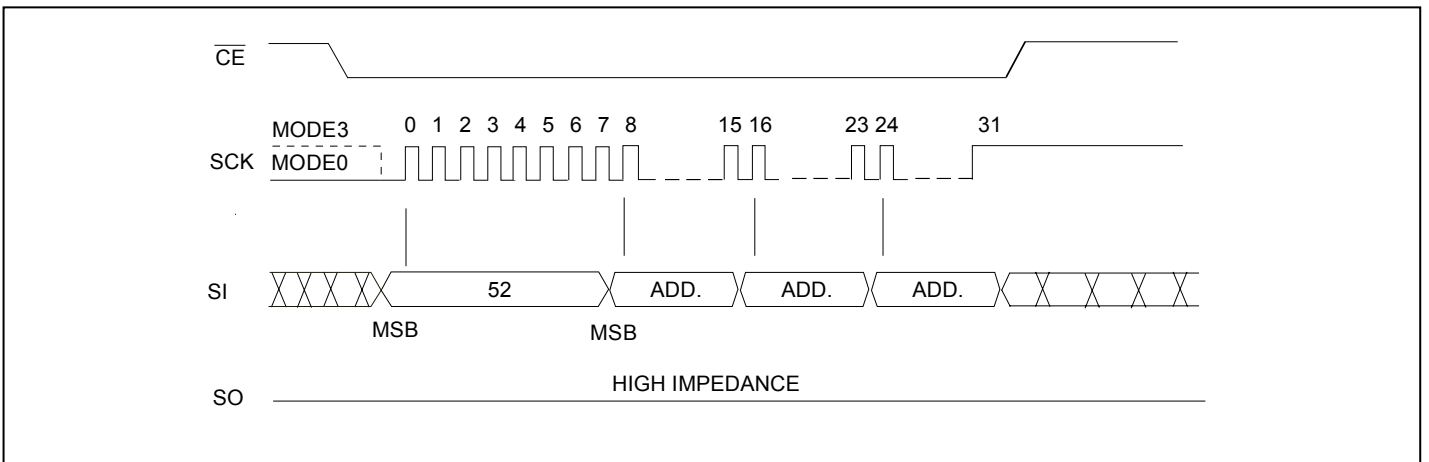 CE
MODE3 0 1 2 3 4 5 6 7 8 15 16 23 24 31
SCK MODE0
SI 52 ADD. ADD. ADD.
MSB MSB
HIGH IMPEDANCE
SO